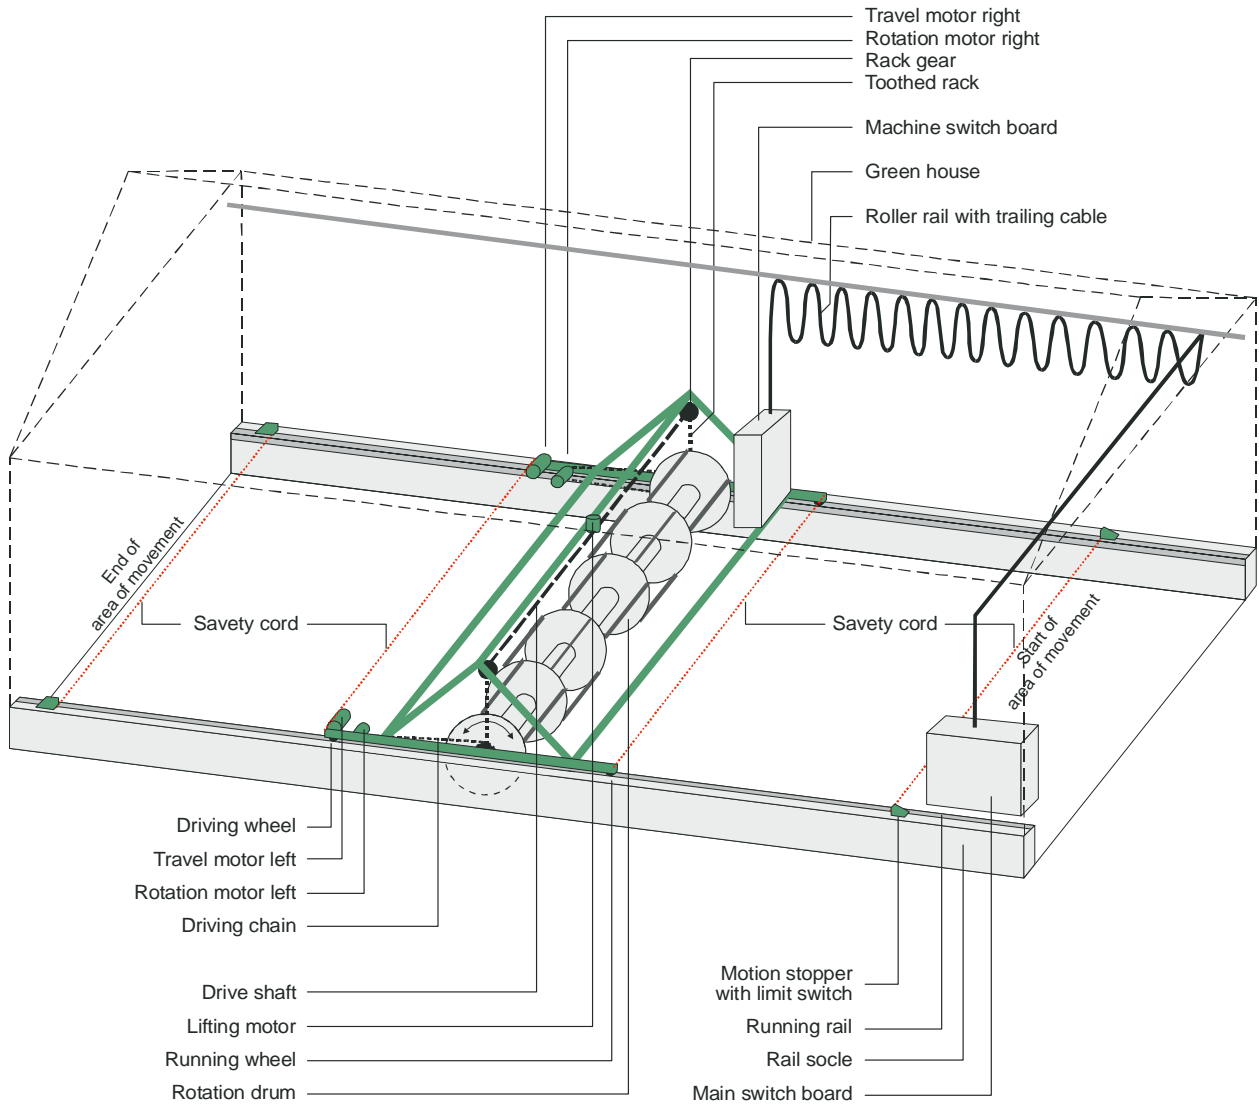 Travel motor right
Rotation motor right
Rack gear
Toothed rack
Machine switch board
Green house
Roller rail with trailing cable
End of
area of movement
Savety cord
Savety cord
Start of
area of movement
Driving wheel
Travel motor left
Rotation motor left
Driving chain
Drive shaft
Lifting motor
Running wheel
Rotation drum
Motion stopper
with limit switch
Running rail
Rail socle
Main switch board